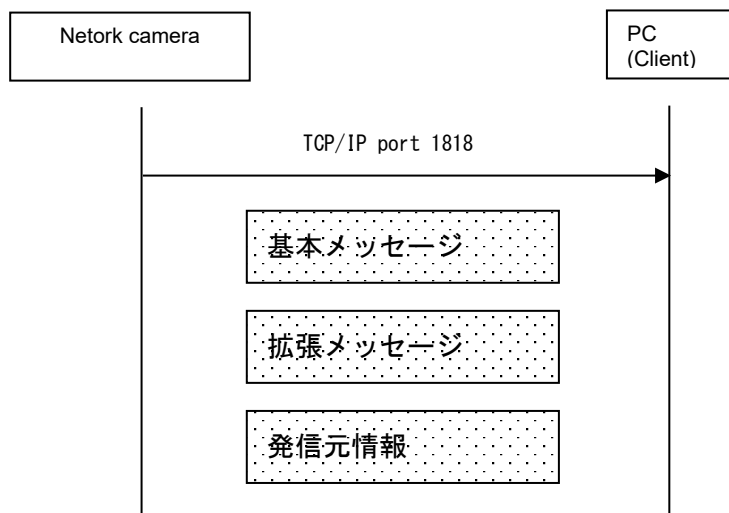 Netork camera
PC
(Client)
TCP/IP port 1818
基本メッセージ
拡張メッセージ
発信元情報